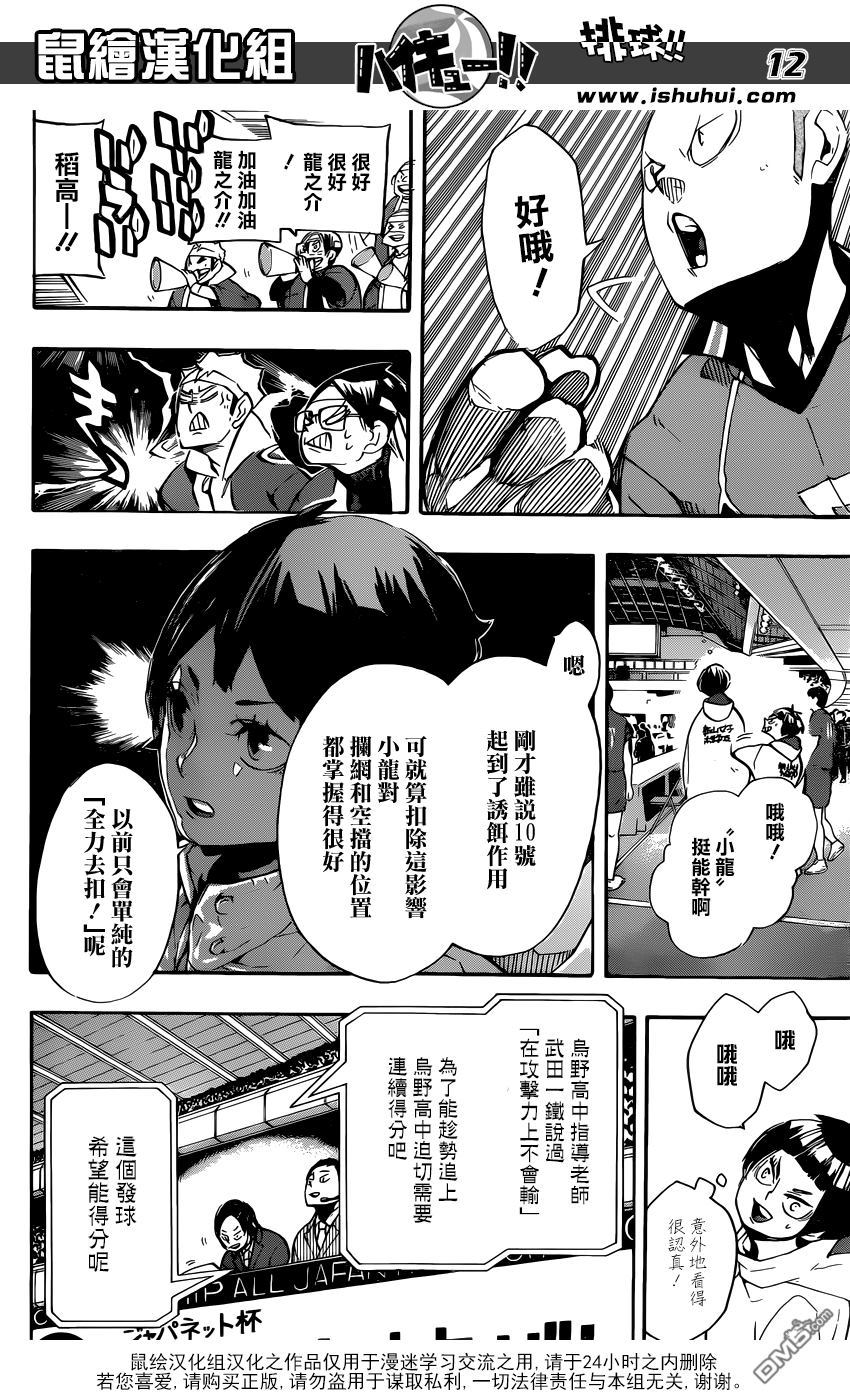 鼠繪漢化組
ハイキュー!!
排球!!
12
www.ishuhui.com
好哦！
很好
很好
龍之介
！
加油加油
龍之介!!
稻高—!!
哦哦！
〝小龍〞
挺能幹啊
嗯
剛才雖說10號
起到了誘餌作用
可就算扣除這影響
小龍對
攔網和空擋的位置
都掌握得很好
以前只會單純的
「全力去扣！」呢
哦
哦哦
意外地看得
很認真！
烏野高中指導老師
武田一鐵說過
「在攻擊力上不會輸」
為了能趁勢追上
烏野高中迫切需要
連續得分吧
這個發球
希望能得分呢
ALL JAPAN
ジャパネット杯
鼠绘汉化组汉化之作品仅用于漫迷学习交流之用, 请于24小时之内删除
若您喜爱, 请购买正版, 请勿盗用于谋取私利, 一切法律责任与本组无关, 谢谢.